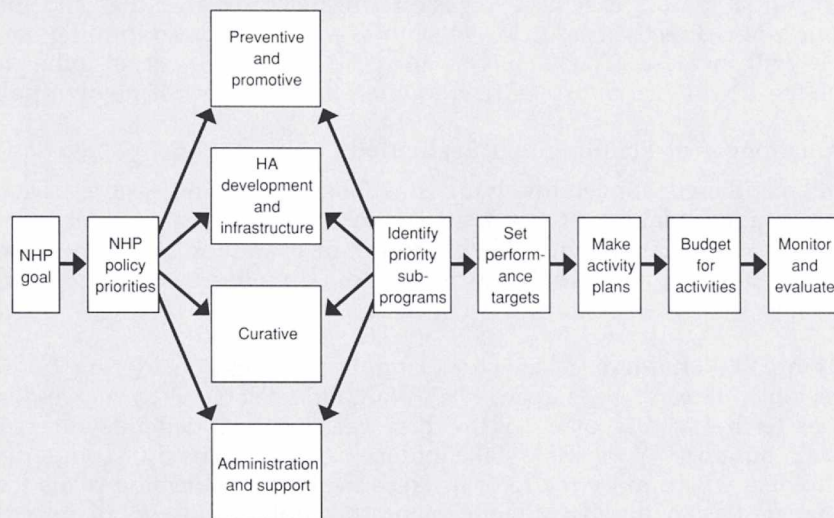 NHP
goal
NHP
policy
priorities
Preventive
and
promotive
HA
development
and
infrastructure
Curative
Administration
and support
Identify
priority
sub-
programs
Set
perform-
ance
targets
Make
activity
plans
Budget
for
activities
Monitor
and
evaluate